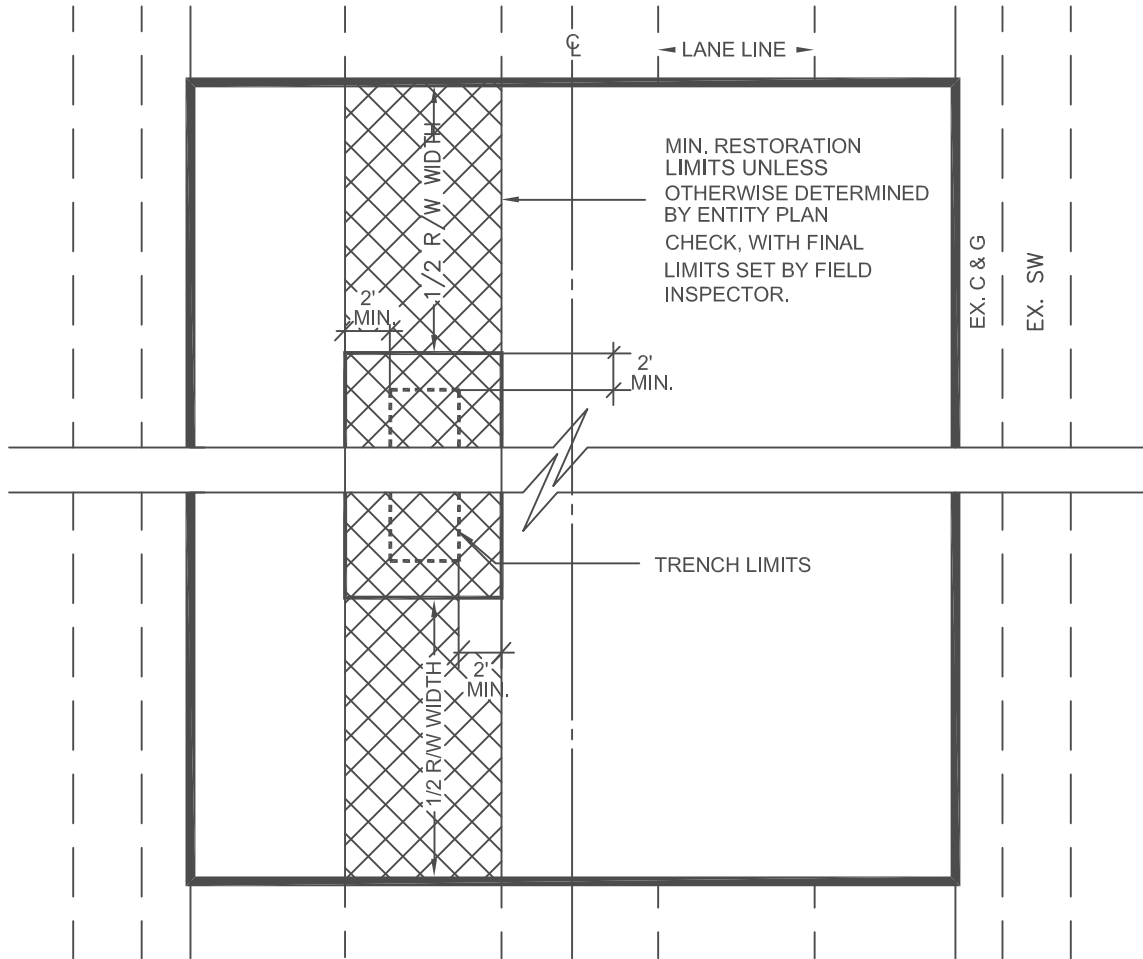 ℄
LANE LINE
MIN. RESTORATION
LIMITS UNLESS
OTHERWISE DETERMINED
BY ENTITY PLAN
CHECK, WITH FINAL
LIMITS SET BY FIELD
INSPECTOR.
1/2 R/W WIDTH
2'
MIN.
2'
MIN.
EX. C & G
EX. SW
TRENCH LIMITS
2'
MIN.
1/2 R/W WIDTH